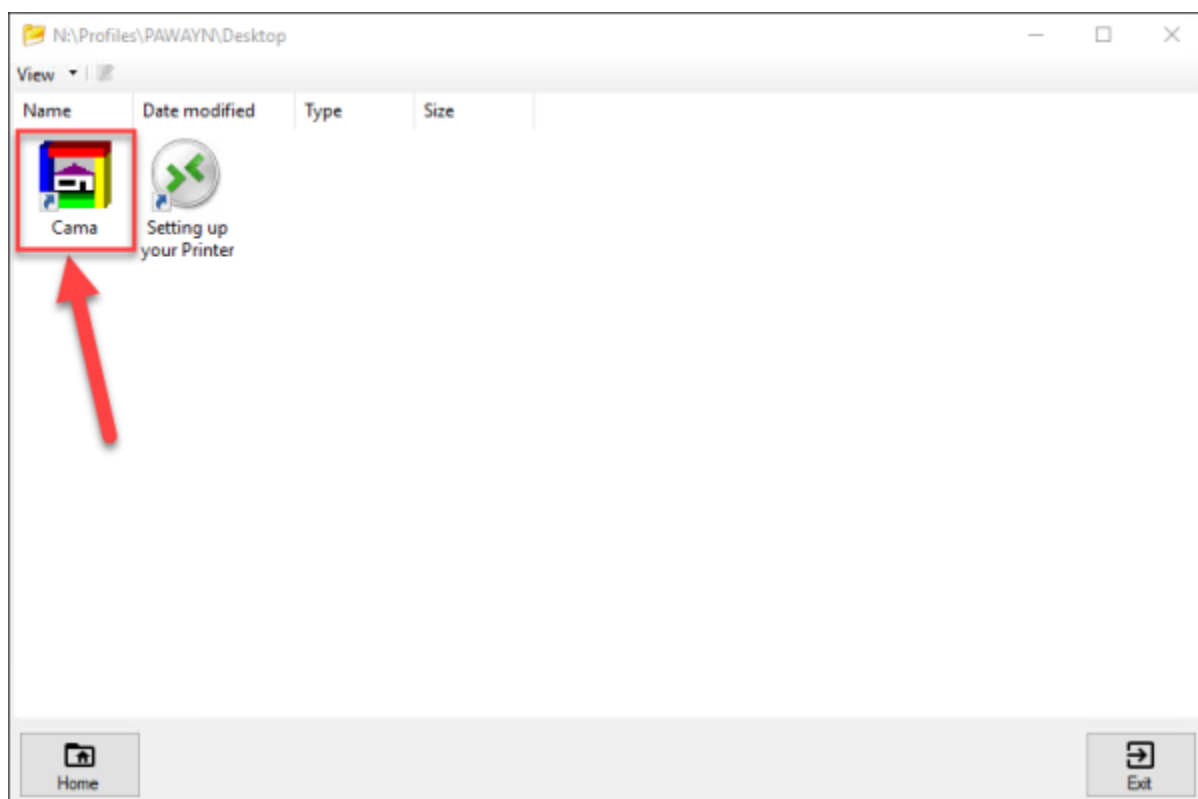 N:\Profiles\PAWAYN\Desktop
View
Name Date modified Type Size
Cama
Setting up
your Printer
Home
Exit